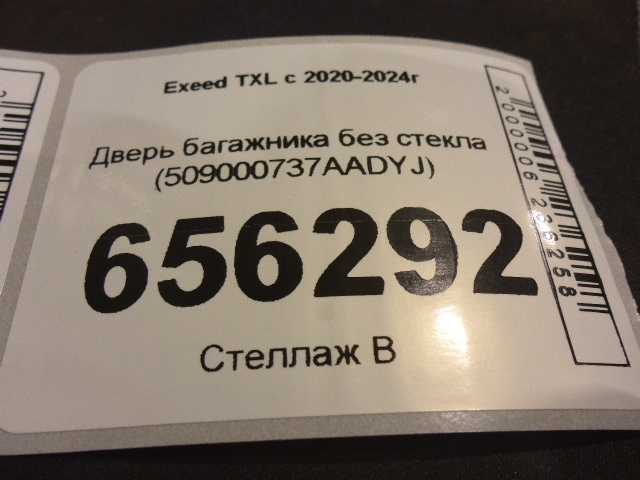 Exeed TXL с 2020-2024г
Дверь багажника без стекла
(509000737AADYJ)
656292
Стеллаж В
2000006236258